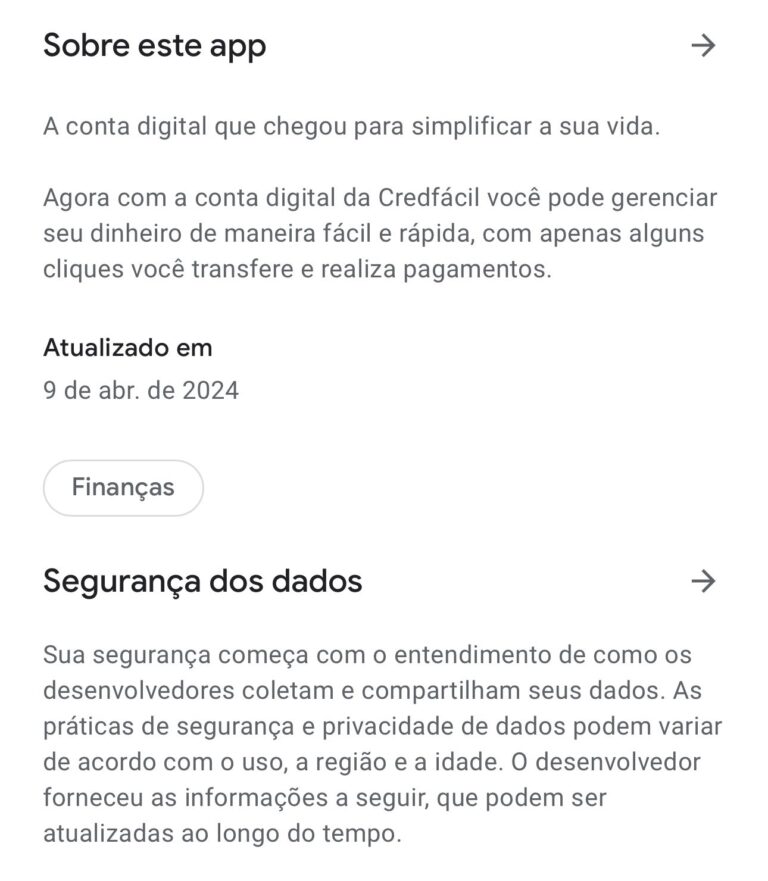 Sobre este app
A conta digital que chegou para simplificar a sua vida.
Agora com a conta digital da Credfácil você pode gerenciar
seu dinheiro de maneira fácil e rápida, com apenas alguns
cliques você transfere e realiza pagamentos.
Atualizado em
9 de abr. de 2024
Finanças
Segurança dos dados
Sua segurança começa com o entendimento de como os
desenvolvedores coletam e compartilham seus dados. As
práticas de segurança e privacidade de dados podem variar
de acordo com o uso, a região e a idade. O desenvolvedor
forneceu as informações a seguir, que podem ser
atualizadas ao longo do tempo.